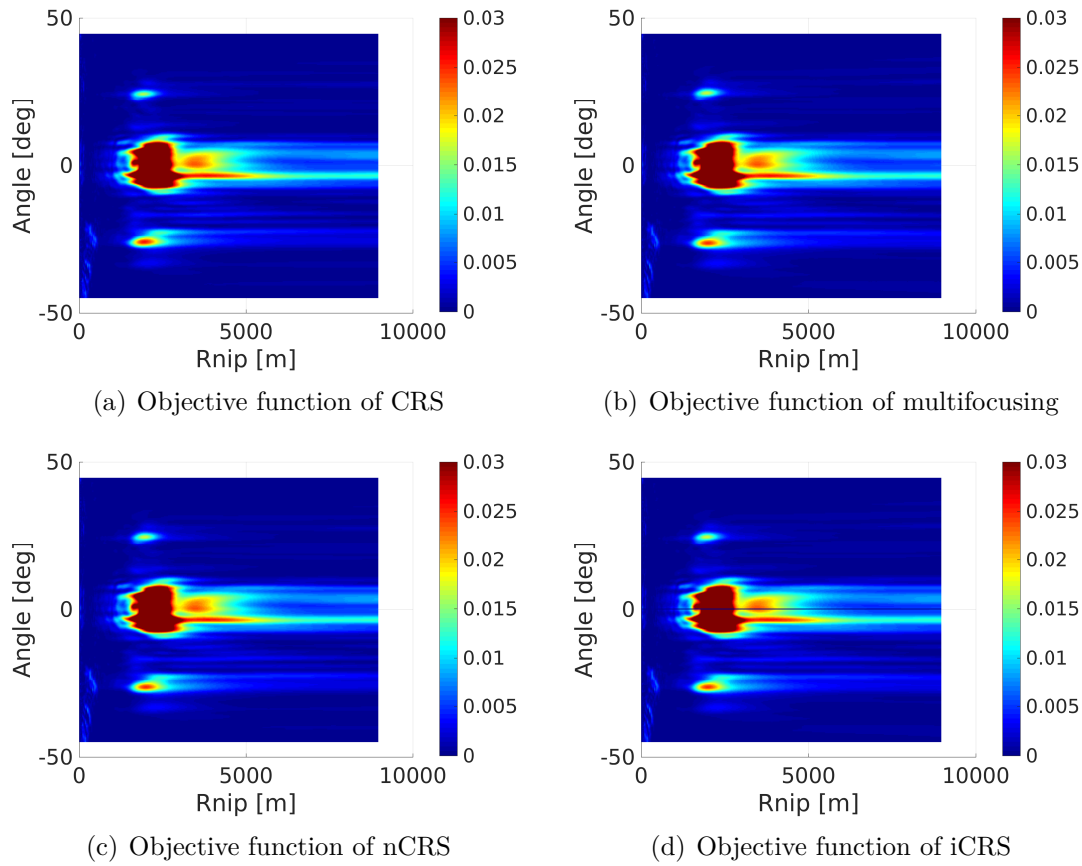 50
0
-50
Angle [deg]
0 5000 10000
Rnip [m]
0.03
0.025
0.02
0.015
0.01
0.005
0
(a) Objective function of CRS
50
0
-50
Angle [deg]
0 5000 10000
Rnip [m]
0.03
0.025
0.02
0.015
0.01
0.005
0
(b) Objective function of multifocusing
50
0
-50
Angle [deg]
0 5000 10000
Rnip [m]
0.03
0.025
0.02
0.015
0.01
0.005
0
(c) Objective function of nCRS
50
0
-50
Angle [deg]
0 5000 10000
Rnip [m]
0.03
0.025
0.02
0.015
0.01
0.005
0
(d) Objective function of iCRS